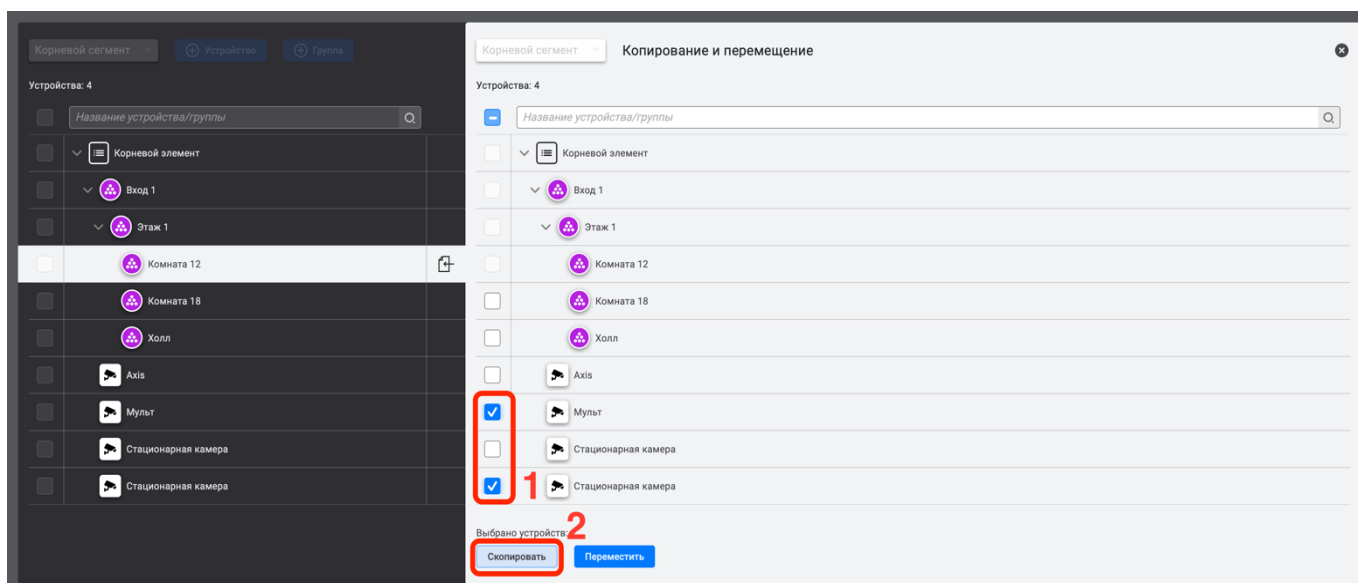 Корневой сегмент
Устройство
Группа
Устройства: 4
Название устройства/группы
Корневой элемент
Вход 1
Этаж 1
Комната 12
Комната 18
Холл
Axis
Мульт
Стационарная камера
Стационарная камера
Корневой сегмент
Копирование и перемещение
Устройства: 4
Название устройства/группы
Корневой элемент
Вход 1
Этаж 1
Комната 12
Комната 18
Холл
Axis
Мульт
Стационарная камера
Стационарная камера
1
Выбрано устройств:
2
Скопировать
Переместить